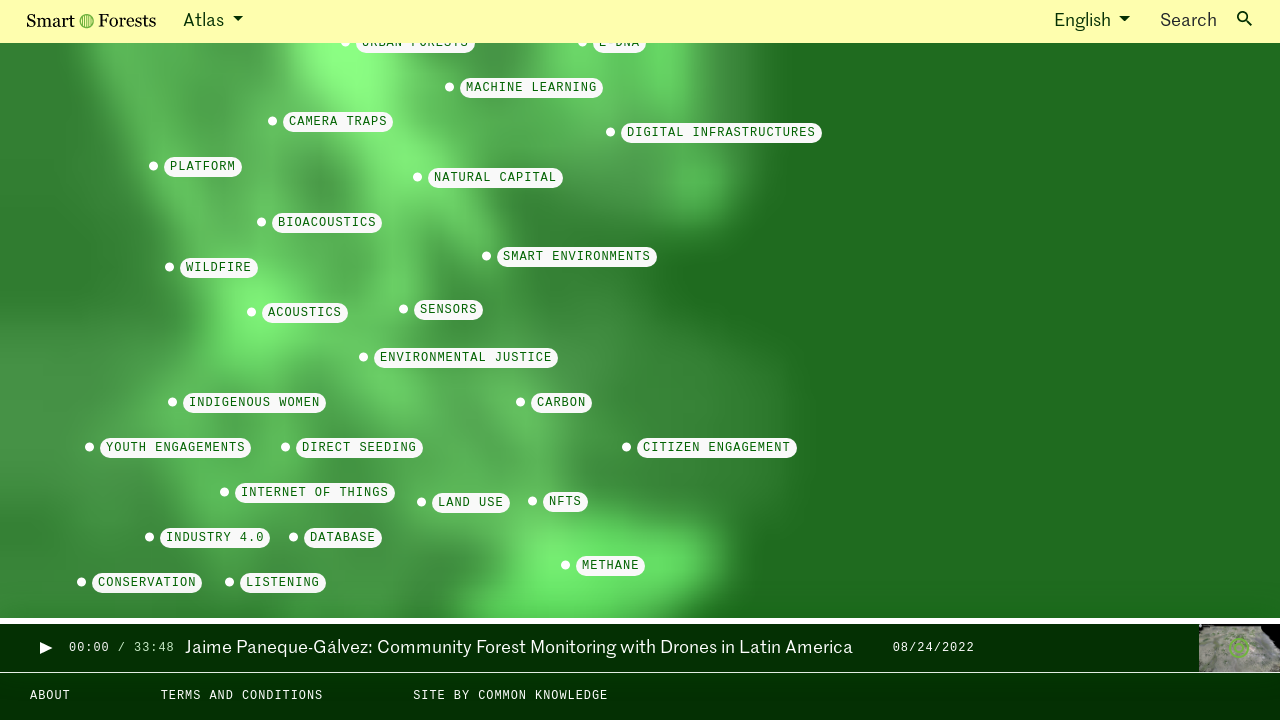 Smart Forests Atlas English Search
URBAN FORESTS E-DNA
MACHINE LEARNING
CAMERA TRAPS
DIGITAL INFRASTRUCTURES
PLATFORM
NATURAL CAPITAL
BIOACOUSTICS
SMART ENVIRONMENTS
WILDFIRE
ACOUSTICS SENSORS
ENVIRONMENTAL JUSTICE
INDIGENOUS WOMEN CARBON
YOUTH ENGAGEMENTS DIRECT SEEDING CITIZEN ENGAGEMENT
INTERNET OF THINGS LAND USE NFTS
INDUSTRY 4.0 DATABASE
METHANE
CONSERVATION LISTENING
00:00 / 33:48 Jaime Paneque-Gálvez: Community Forest Monitoring with Drones in Latin America 08/24/2022
ABOUT TERMS AND CONDITIONS SITE BY COMMON KNOWLEDGE